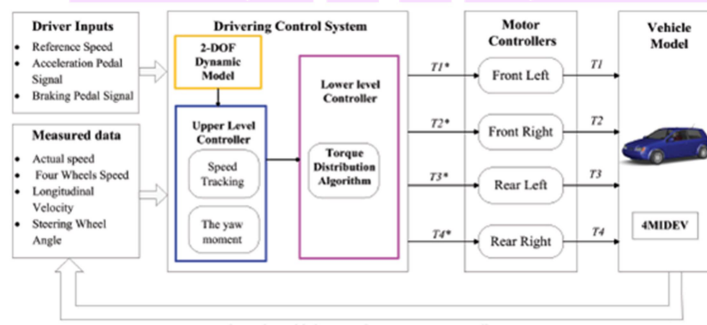 Driver Inputs
• Reference Speed
• Acceleration Pedal
Signal
• Braking Pedal Signal
Measured data
• Actual speed
• Four Wheels Speed
• Longitudinal
Velocity
• Steering Wheel
Angle
Drivering Control System
2-DOF
Dynamic
Model
Upper Level
Controller
Speed
Tracking
The yaw
moment
Lower level
Controller
Torque
Distribution
Algorithm
T1*
T2*
T3*
T4*
Motor
Controllers
Front Left
Front Right
Rear Left
Rear Right
T1
T2
T3
T4
Vehicle
Model
4MIDEV